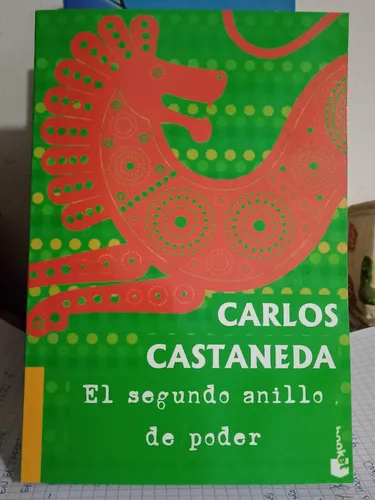 CARLOS
CASTANEDA
El segundo anillo
de poder
booket